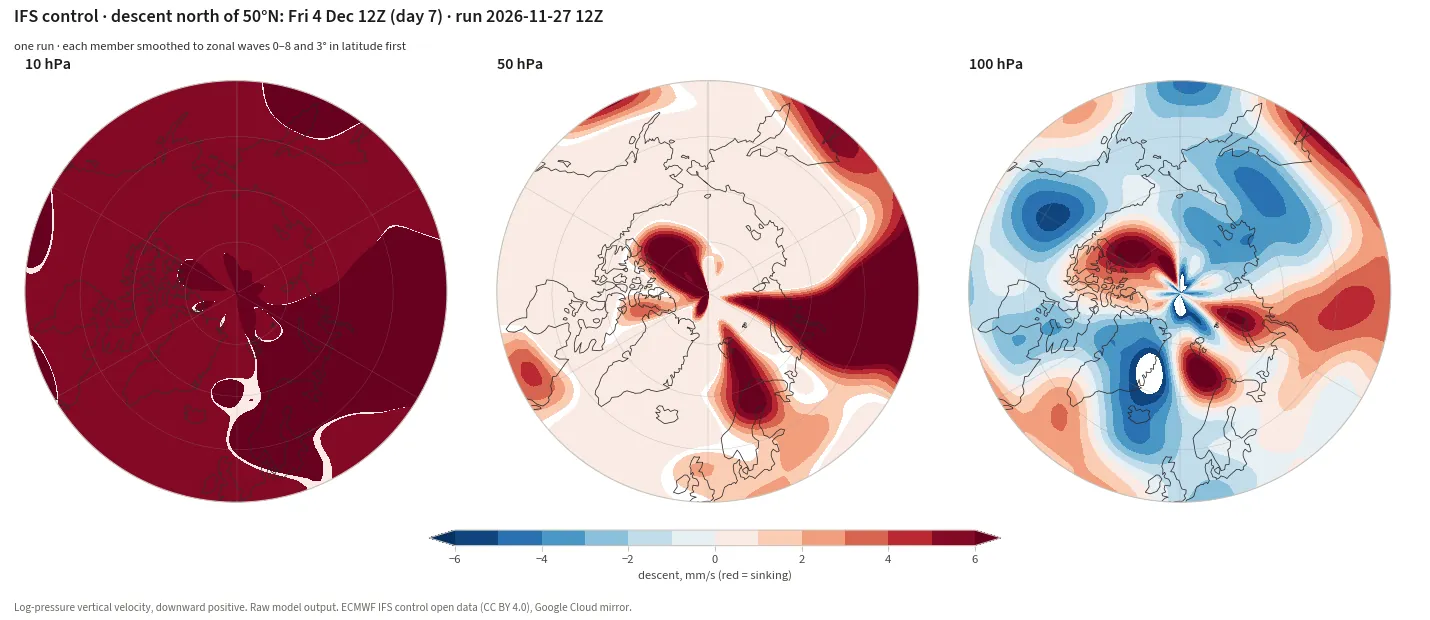 IFS control · descent north of 50°N: Fri 4 Dec 12Z (day 7) · run 2026-11-27 12Z
one run · each member smoothed to zonal waves 0–8 and 3° in latitude first
10 hPa
50 hPa
100 hPa
−6 −4 −2 0 2 4 6
descent, mm/s (red = sinking)
Log-pressure vertical velocity, downward positive. Raw model output. ECMWF IFS control open data (CC BY 4.0), Google Cloud mirror.